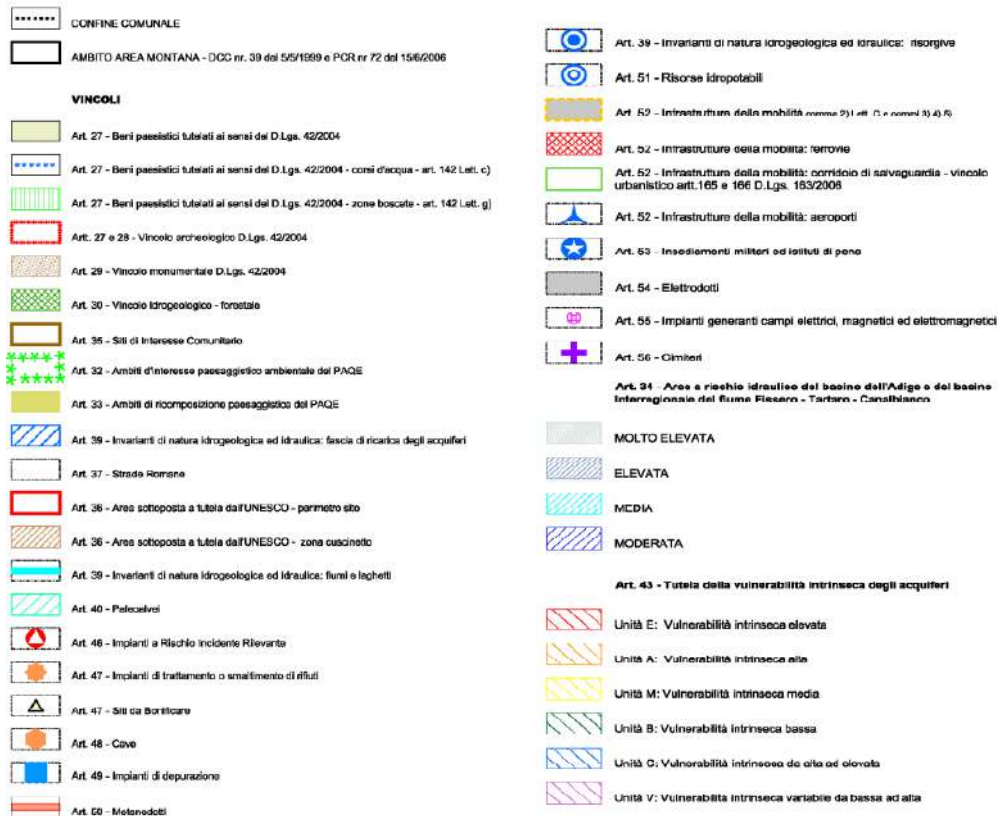 CONFINE COMUNALE
AMBITO AREA MONTANA - DCC nr. 39 del 5/5/1999 e PCR nr 72 del 15/6/2006
VINCOLI
Art. 27 - Beni paesistici tutelati ai sensi del D.Lgs. 42/2004
Art. 27 - Beni paesistici tutelati ai sensi del D.Lgs. 42/2004 - corsi d'acqua - art. 142 Lett. c)
Art. 27 - Beni paesistici tutelati ai sensi del D.Lgs. 42/2004 - zone boscate - art. 142 Lett. g)
Artt. 27 e 28 - Vincolo archeologico D.Lgs. 42/2004
Art. 29 - Vincolo monumentale D.Lgs. 42/2004
Art. 30 - Vincolo Idrogeologico - forestale
Art. 35 - Siti di Interesse Comunitario
Art. 32 - Ambiti d'interesse paesaggistico ambientale del PAQE
Art. 33 - Ambiti di ricomposizione paesaggistica del PAQE
Art. 39 - Invarianti di natura idrogeologica ed idraulica: fascia di ricarica degli acquiferi
Art. 37 - Strade Romane
Art. 36 - Area sottoposta a tutela dall'UNESCO - perimetro sito
Art. 36 - Area sottoposta a tutela dall'UNESCO - zona cuscinetto
Art. 39 - Invarianti di natura idrogeologica ed idraulica: fiumi e laghetti
Art. 40 - Paleoalvei
Art. 46 - Impianti a Rischio Incidente Rilevante
Art. 47 - Impianti di trattamento o smaltimento di rifiuti
Art. 47 - Siti da Bonificare
Art. 48 - Cave
Art. 49 - Impianti di depurazione
Art. 50 - Metanodotti
Art. 39 - Invarianti di natura idrogeologica ed idraulica: risorgive
Art. 51 - Risorse idropotabili
Art. 52 - Infrastrutture della mobilità comma 2) Lett. C e commi 3) 4) 5)
Art. 52 - Infrastrutture della mobilità: ferrovie
Art. 52 - Infrastrutture della mobilità: corridoio di salvaguardia - vincolo
urbanistico artt.165 e 166 D.Lgs. 163/2006
Art. 52 - Infrastrutture della mobilità: aeroporti
Art. 53 - Insediamenti militari ed istituti di pena
Art. 54 - Elettrodotti
Art. 55 - Impianti generanti campi elettrici, magnetici ed elettromagnetici
Art. 56 - Cimiteri
Art. 34 - Aree a rischio idraulico del bacino dell'Adige e del bacino
Interregionale del fiume Fissero - Tartaro - Canalbianco
MOLTO ELEVATA
ELEVATA
MEDIA
MODERATA
Art. 43 - Tutela della vulnerabilità intrinseca degli acquiferi
Unità E: Vulnerabilità intrinseca elevata
Unità A: Vulnerabilità intrinseca alta
Unità M: Vulnerabilità intrinseca media
Unità B: Vulnerabilità intrinseca bassa
Unità C: Vulnerabilità intrinseca da alta ad elevata
Unità V: Vulnerabilità intrinseca variabile da bassa ad alta